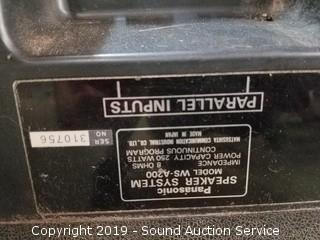 PARALLEL INPUTS
Panasonic
SPEAKER SYSTEM
MODEL WS-A200
IMPEDANCE 8 OHMS
POWER CAPACITY 250 WATTS
CONTINUOUS PROGRAM
MATSUSHITA COMMUNICATION INDUSTRIAL CO., LTD.
MADE IN JAPAN
SER NO. 310756
Copyright 2019 - Sound Auction Service